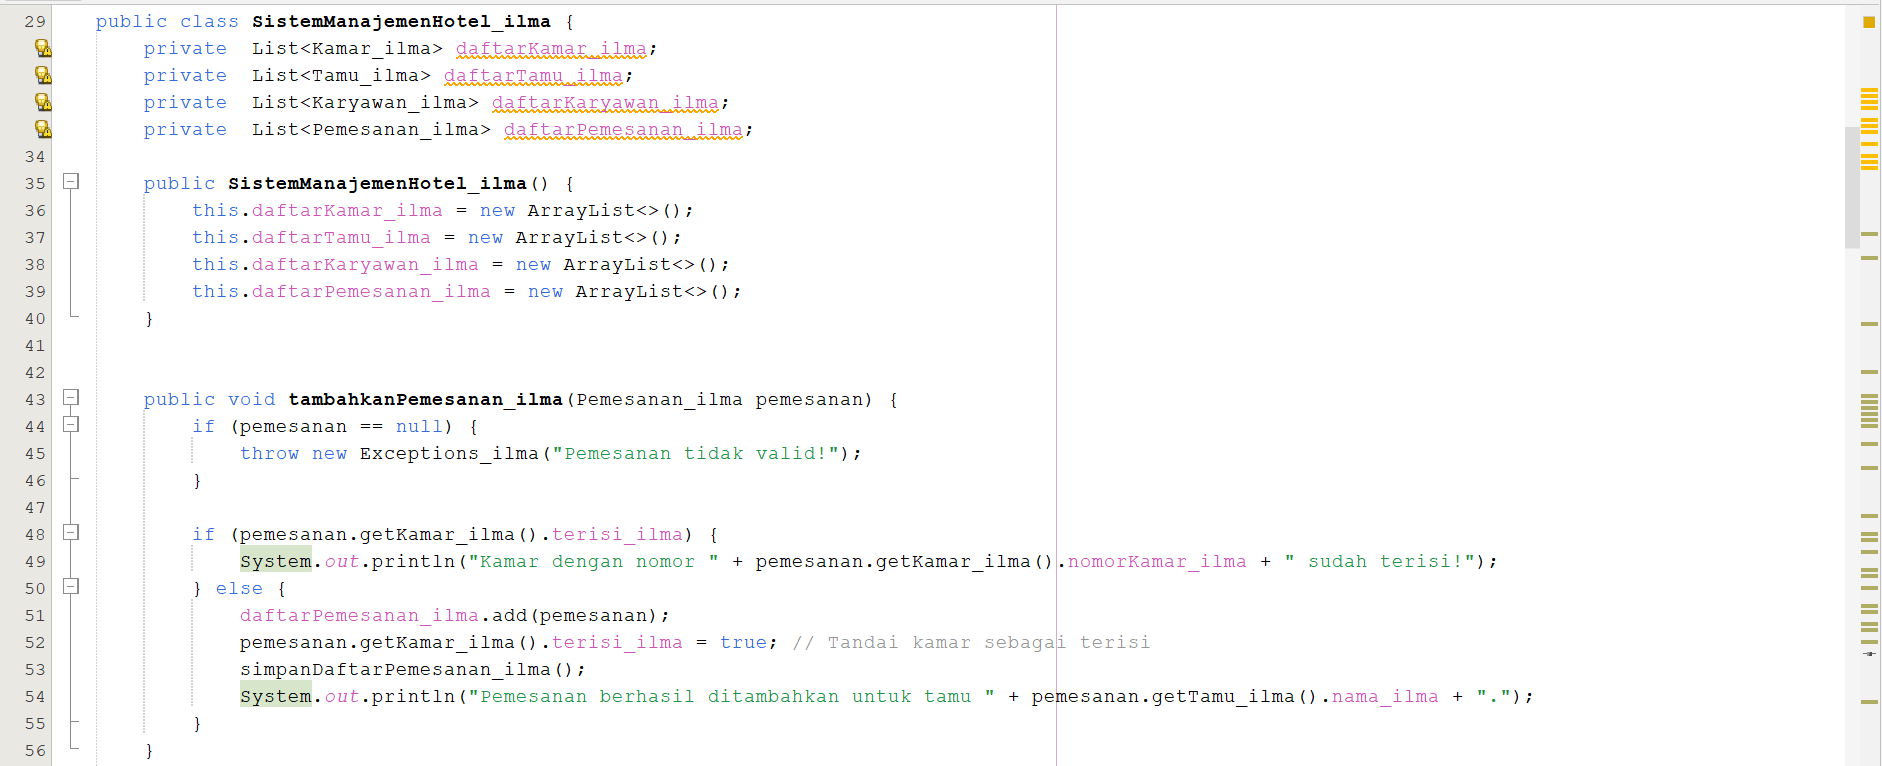 29 public class SistemManajemenHotel_ilma {
private  List<Kamar_ilma> daftarKamar_ilma;
private  List<Tamu_ilma> daftarTamu_ilma;
private  List<Karyawan_ilma> daftarKaryawan_ilma;
private  List<Pemesanan_ilma> daftarPemesanan_ilma;
34
35 public SistemManajemenHotel_ilma() {
36 this.daftarKamar_ilma = new ArrayList<>();
37 this.daftarTamu_ilma = new ArrayList<>();
38 this.daftarKaryawan_ilma = new ArrayList<>();
39 this.daftarPemesanan_ilma = new ArrayList<>();
40 }
41
42
43 public void tambahkanPemesanan_ilma(Pemesanan_ilma pemesanan) {
44 if (pemesanan == null) {
45 throw new Exceptions_ilma("Pemesanan tidak valid!");
46 }
47
48 if (pemesanan.getKamar_ilma().terisi_ilma) {
49 System.out.println("Kamar dengan nomor " + pemesanan.getKamar_ilma().nomorKamar_ilma + " sudah terisi!");
50 } else {
51 daftarPemesanan_ilma.add(pemesanan);
52 pemesanan.getKamar_ilma().terisi_ilma = true; // Tandai kamar sebagai terisi
53 simpanDaftarPemesanan_ilma();
54 System.out.println("Pemesanan berhasil ditambahkan untuk tamu " + pemesanan.getTamu_ilma().nama_ilma + ".");
55 }
56 }